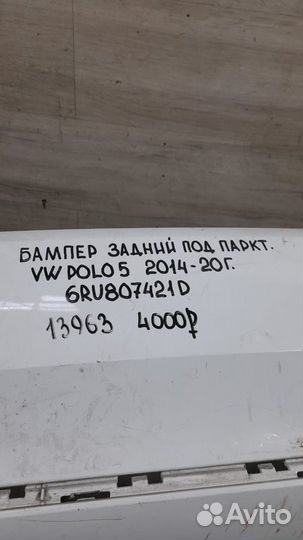 БАМПЕР ЗАДНИЙ ПОД ПАРКТ.
VW POLO 5 2014-20Г.
6RU807421D
13963 4000₽
Avito